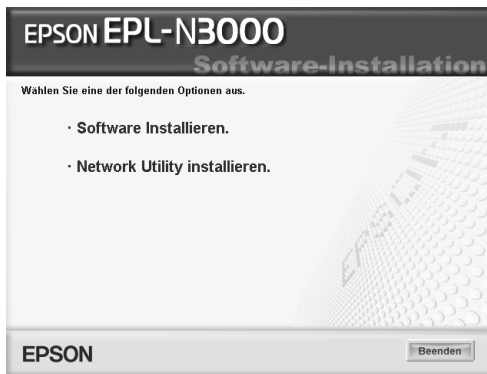 EPSON EPL-N3000
Software-Installation
Wählen Sie eine der folgenden Optionen aus.
· Software Installieren.
· Network Utility installieren.
EPSON
EPSON
Beenden